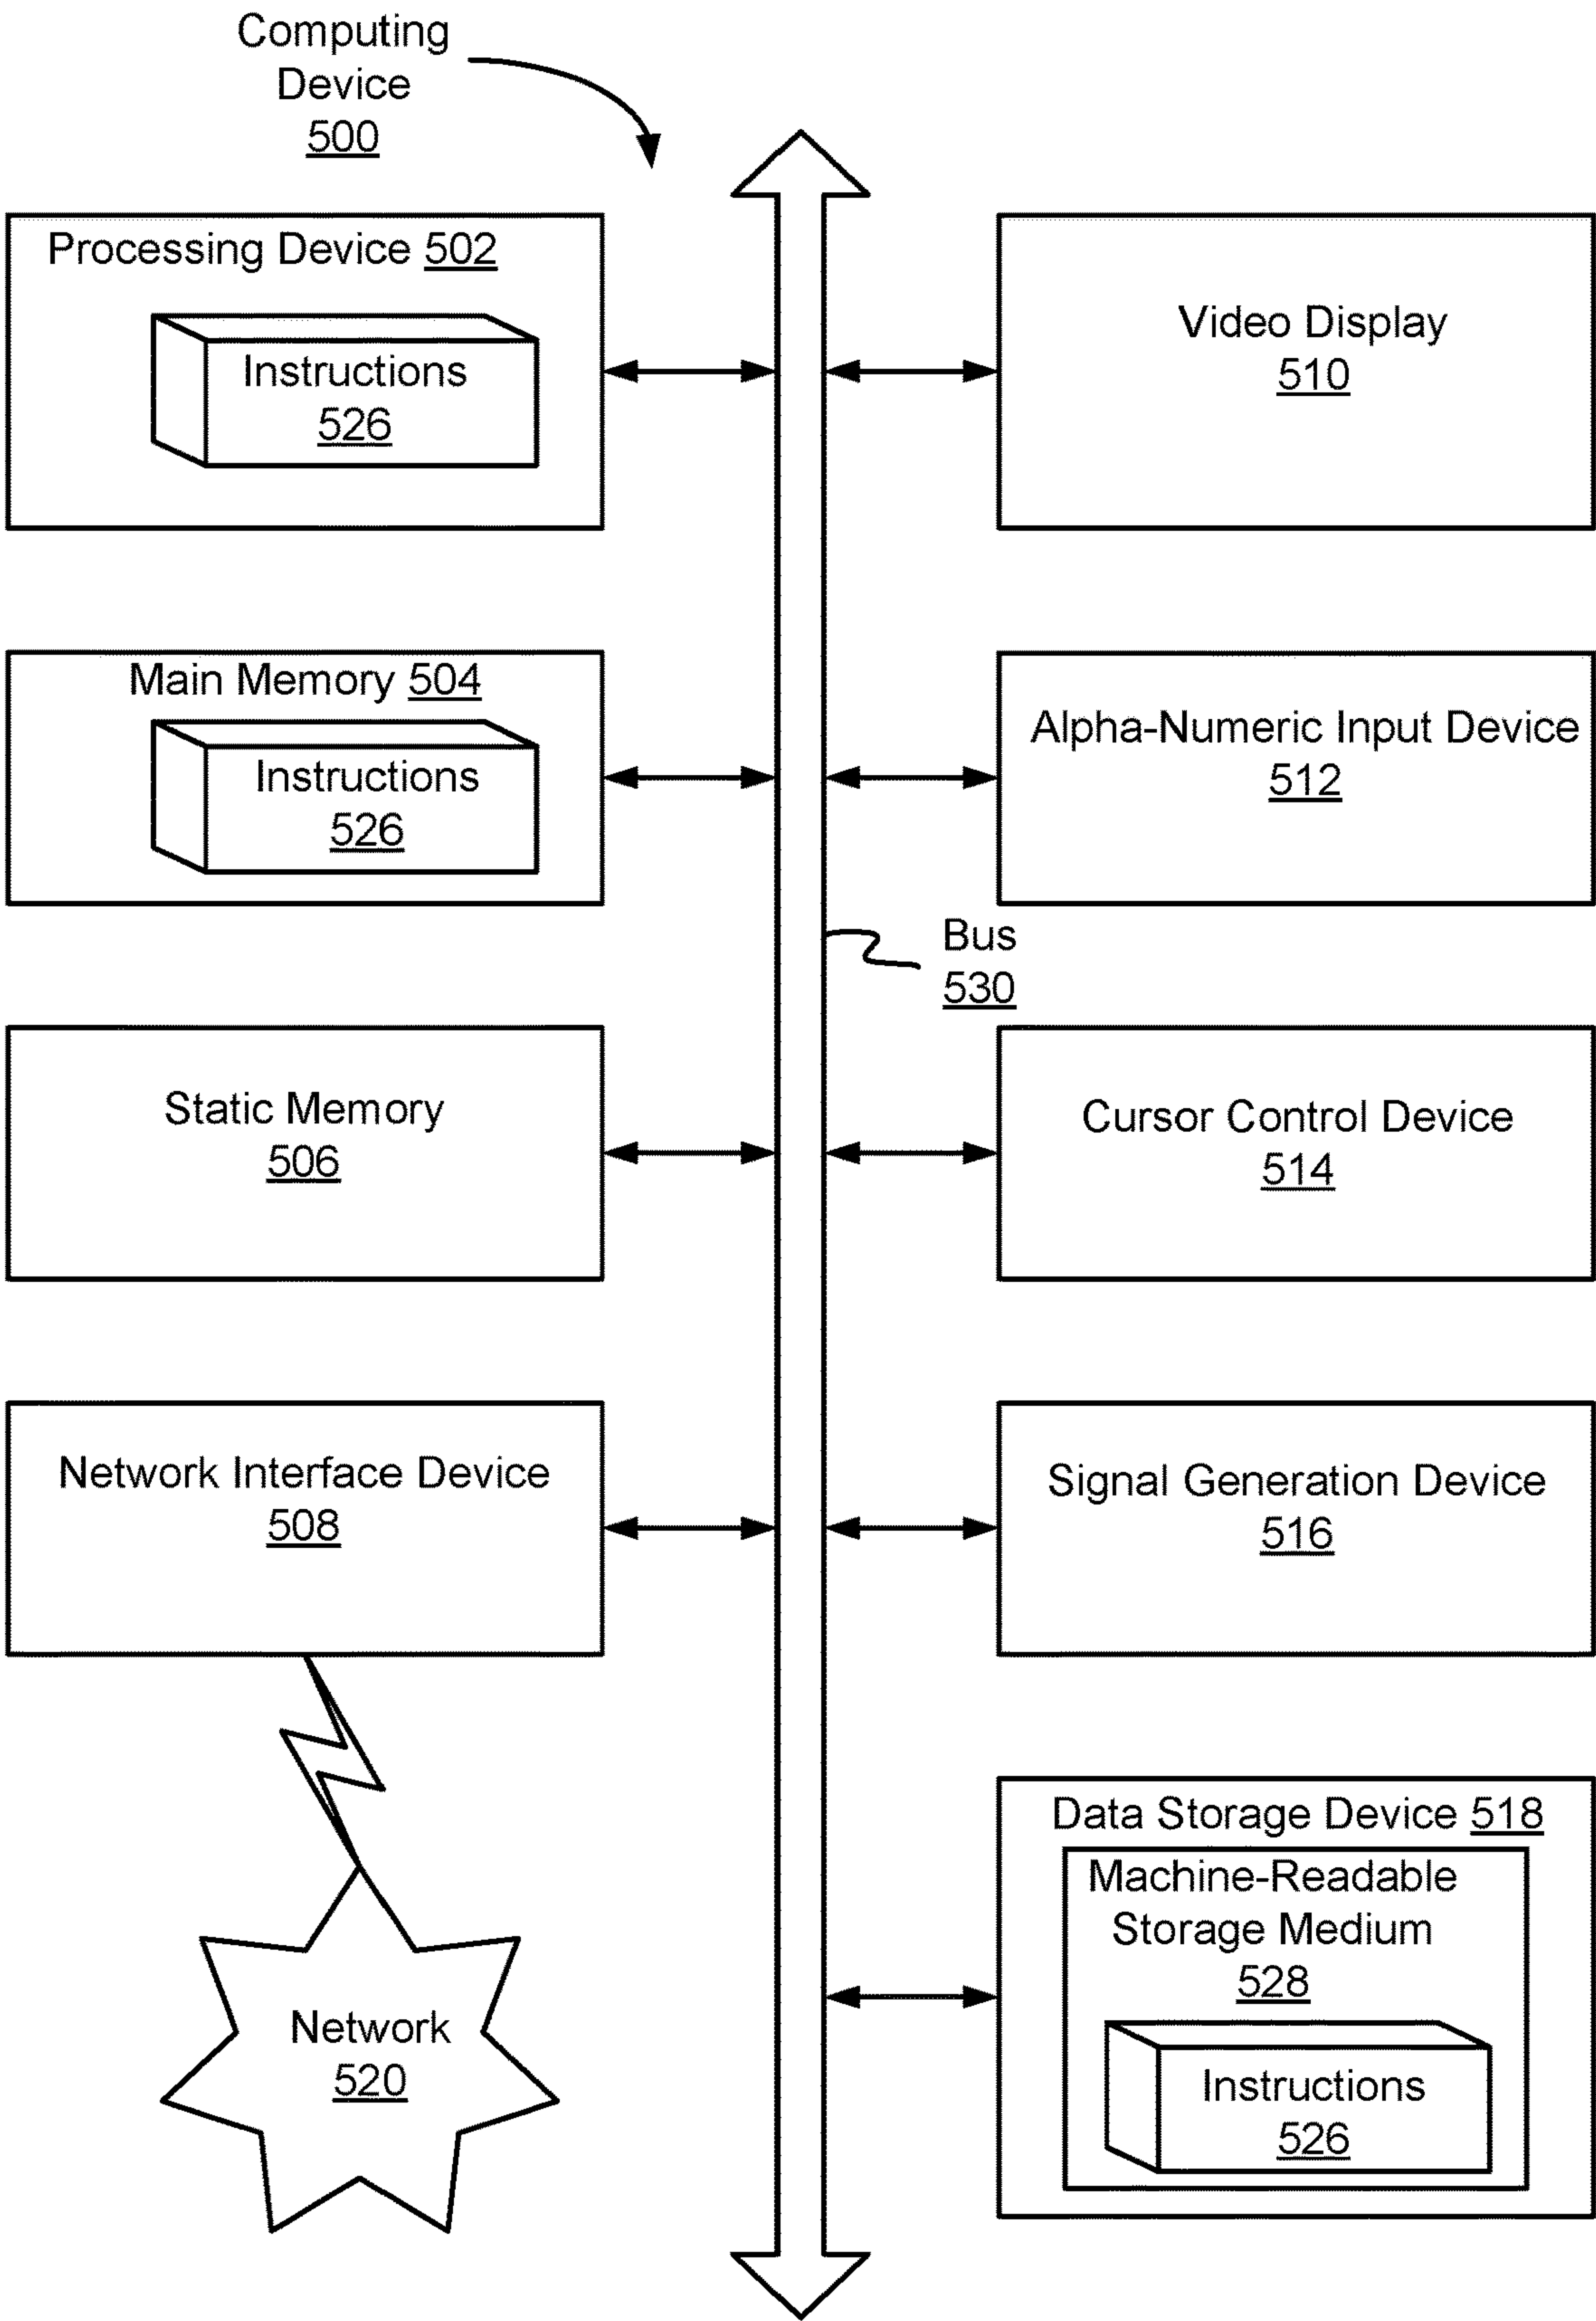 Computing
Device
500
Processing Device 502
Instructions
526
Video Display
510
Main Memory 504
Instructions
526
Alpha-Numeric Input Device
512
Bus
530
Static Memory
506
Cursor Control Device
514
Network Interface Device
508
Signal Generation Device
516
Data Storage Device 518
Machine-Readable
Storage Medium
528
Instructions
526
Network
520